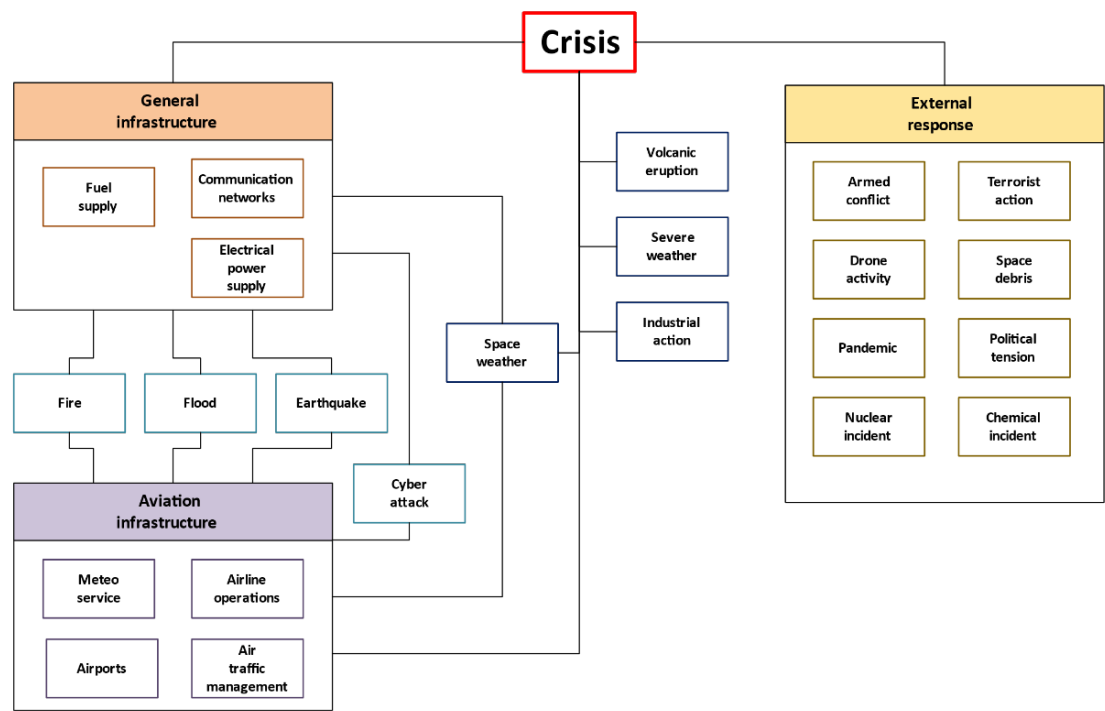 Crisis
General
infrastructure
Fuel
supply
Communication
networks
Electrical
power
supply
Volcanic
eruption
Severe
weather
Industrial
action
Space
weather
External
response
Armed
conflict
Terrorist
action
Drone
activity
Space
debris
Pandemic
Political
tension
Nuclear
incident
Chemical
incident
Fire
Flood
Earthquake
Cyber
attack
Aviation
infrastructure
Meteo
service
Airline
operations
Airports
Air
traffic
management